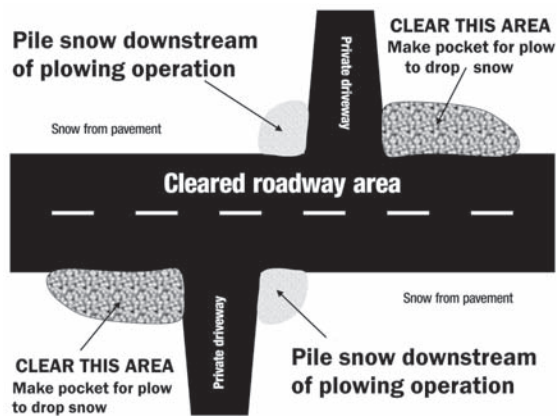 Pile snow downstream
of plowing operation
CLEAR THIS AREA
Make pocket for plow
to drop snow
Private driveway
Snow from pavement
Cleared roadway area
Private driveway
Snow from pavement
CLEAR THIS AREA
Make pocket for plow
to drop snow
Pile snow downstream
of plowing operation